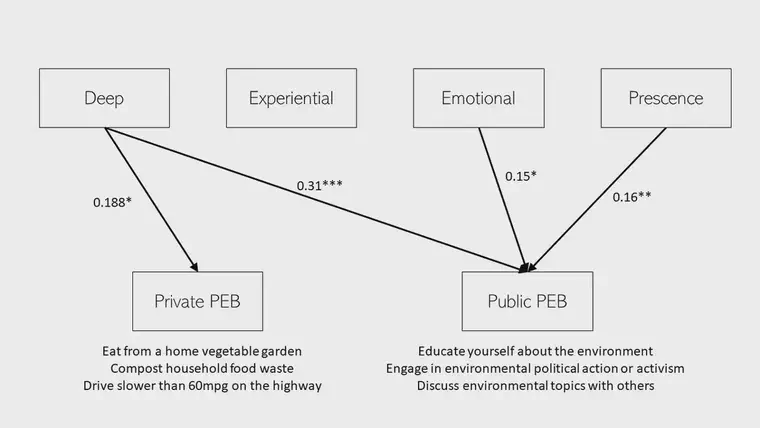 Deep
Experiential
Emotional
Prescence
0.188*
0.31***
0.15*
0.16**
Private PEB
Public PEB
Eat from a home vegetable garden
Compost household food waste
Drive slower than 60mpg on the highway
Educate yourself about the environment
Engage in environmental political action or activism
Discuss environmental topics with others